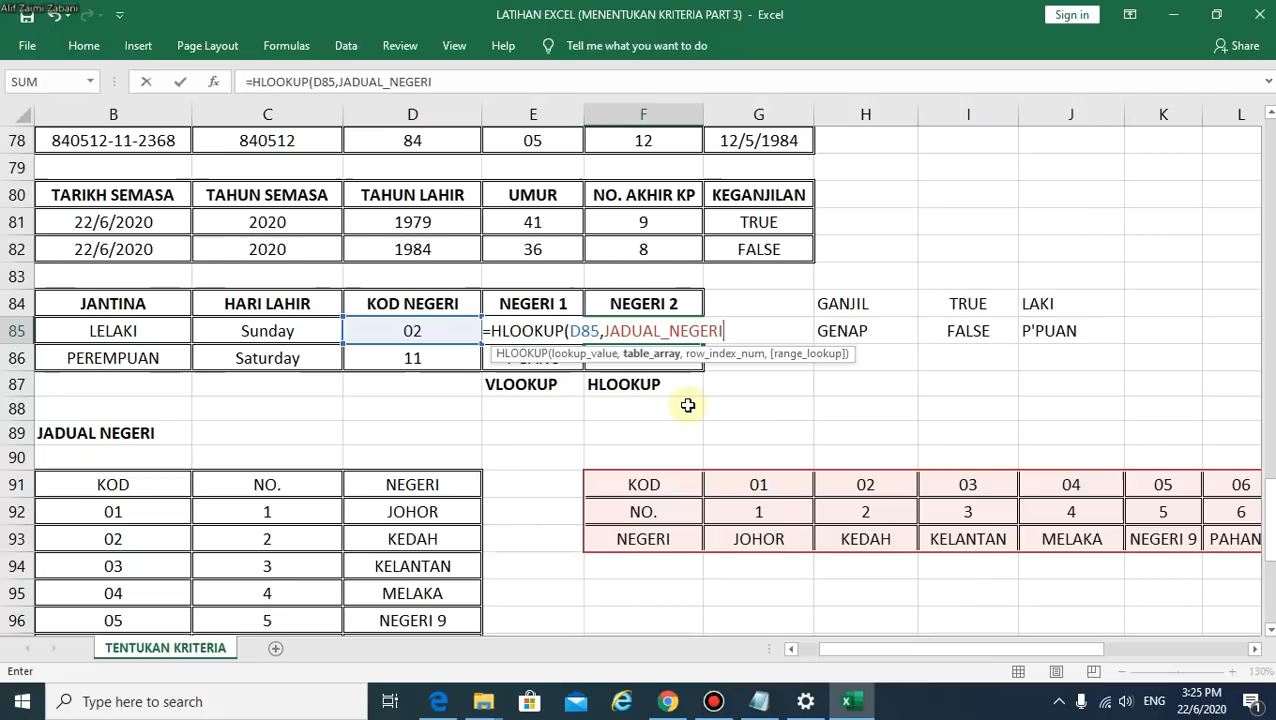 Alif Zaimi Zabani
LATIHAN EXCEL (MENENTUKAN KRITERIA PART 3) - Excel
Sign in
File Home Insert Page Layout Formulas Data Review View Help Tell me what you want to do Share
SUM fx =HLOOKUP(D85,JADUAL_NEGERI
B C D E F G H I J K L
78 840512-11-2368 840512 84 05 12 12/5/1984
79
80 TARIKH SEMASA TAHUN SEMASA TAHUN LAHIR UMUR NO. AKHIR KP KEGANJILAN
81 22/6/2020 2020 1979 41 9 TRUE
82 22/6/2020 2020 1984 36 8 FALSE
83
84 JANTINA HARI LAHIR KOD NEGERI NEGERI 1 NEGERI 2 GANJIL TRUE LAKI
85 LELAKI Sunday 02 =HLOOKUP(D85,JADUAL_NEGERI GENAP FALSE P'PUAN
HLOOKUP(lookup_value, table_array, row_index_num, [range_lookup])
86 PEREMPUAN Saturday 11
87 VLOOKUP HLOOKUP
88
89 JADUAL NEGERI
90
91 KOD NO. NEGERI KOD 01 02 03 04 05 06
92 01 1 JOHOR NO. 1 2 3 4 5 6
93 02 2 KEDAH NEGERI JOHOR KEDAH KELANTAN MELAKA NEGERI 9 PAHAN
94 03 3 KELANTAN
95 04 4 MELAKA
96 05 5 NEGERI 9
TENTUKAN KRITERIA
Enter 130%
Type here to search ENG 3:25 PM
22/6/2020 1